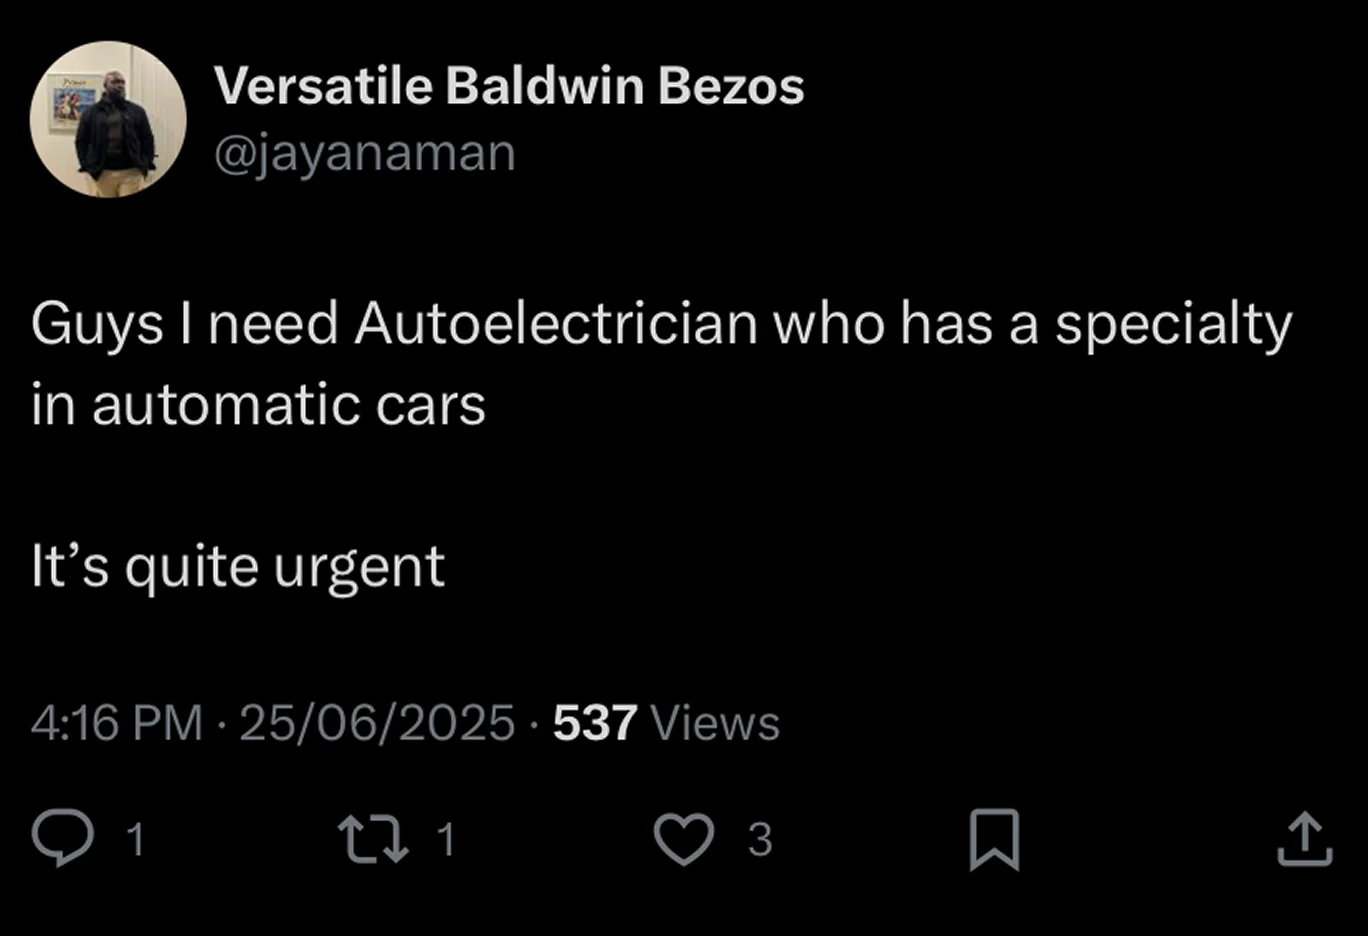 Versatile Baldwin Bezos
@jayanaman
Guys I need Autoelectrician who has a specialty
in automatic cars
It’s quite urgent
4:16 PM · 25/06/2025 · 537 Views
1 1 3